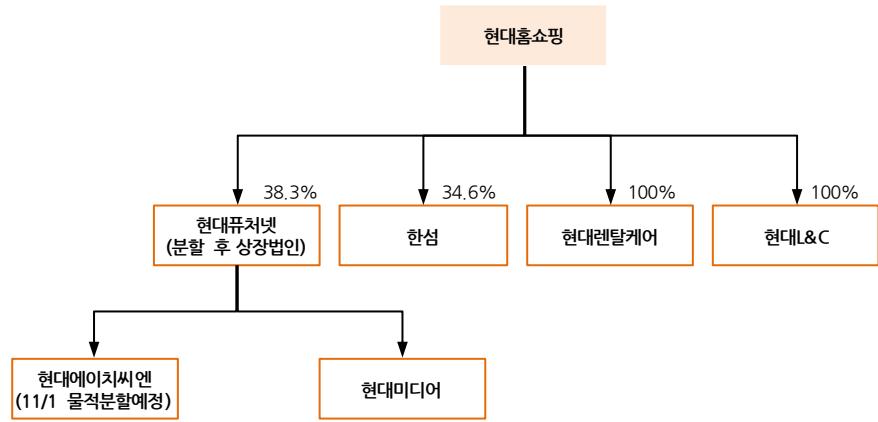 현대홈쇼핑
38.3%
34.6%
100%
100%
현대퓨처넷
(분할 후 상장법인)
한섬
현대렌탈케어
현대L&C
현대에이치씨엔
(11/1 물적분할예정)
현대미디어